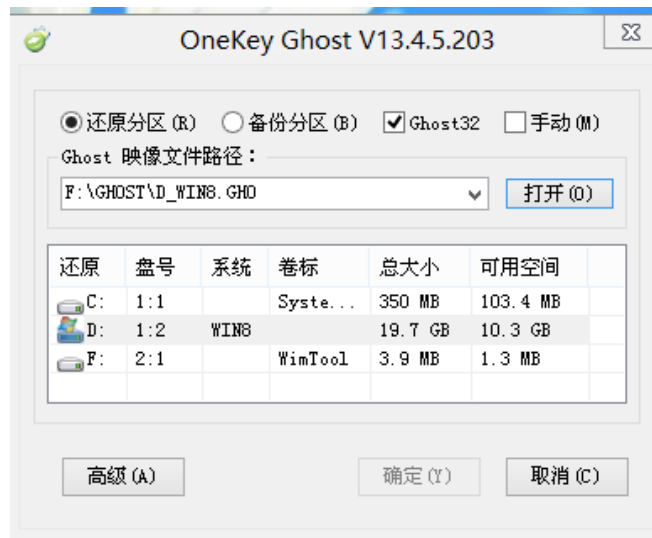 OneKey Ghost V13.4.5.203
还原分区(R) 备份分区(B) Ghost32 手动(M)
Ghost 映像文件路径：
F:\GHOST\D_WIN8.GHO 打开(O)
还原 盘号 系统 卷标 总大小 可用空间
C: 1:1 Syste... 350 MB 103.4 MB
D: 1:2 WIN8 19.7 GB 10.3 GB
F: 2:1 WimTool 3.9 MB 1.3 MB
高级(A) 确定(Y) 取消(C)